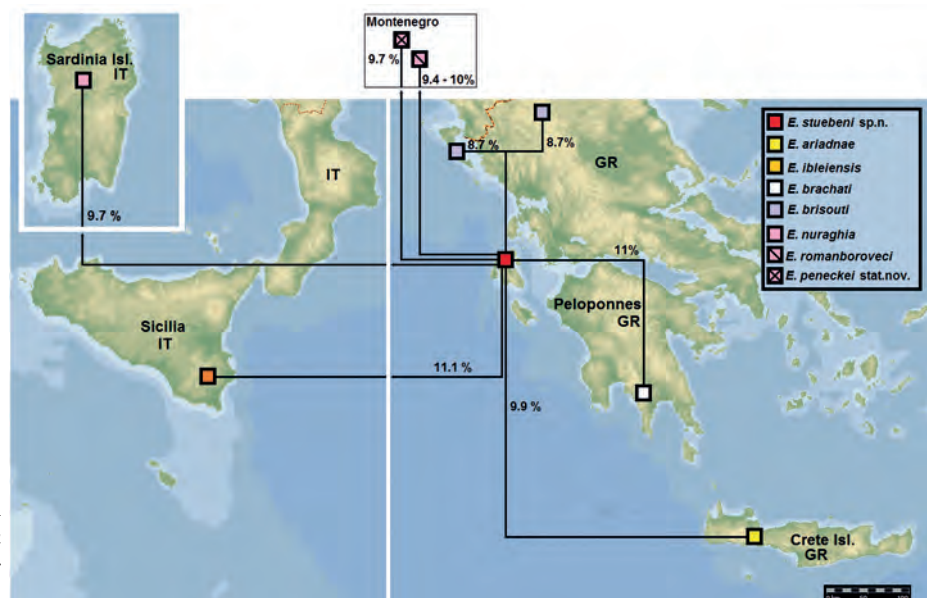 Montenegro
9.7 %
9.4 - 10%
Sardinia Isl.
IT
9.7 %
IT
8.7 %
8.7%
GR
E. stuebeni sp.n.
E. ariadnae
E. ibleiensis
E. brachati
E. brisouti
E. nuraghia
E. romanboroveci
E. peneckei stat.nov.
11%
Peloponnes
GR
Sicilia
IT
11.1 %
9.9 %
Crete Isl.
GR